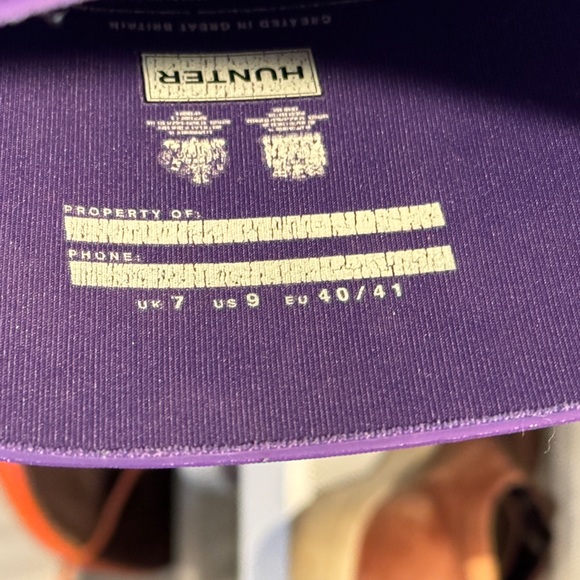 CREATED IN GREAT BRITAIN
HUNTER
PROPERTY OF:
PHONE:
UK 7 US 9 EU 40/41